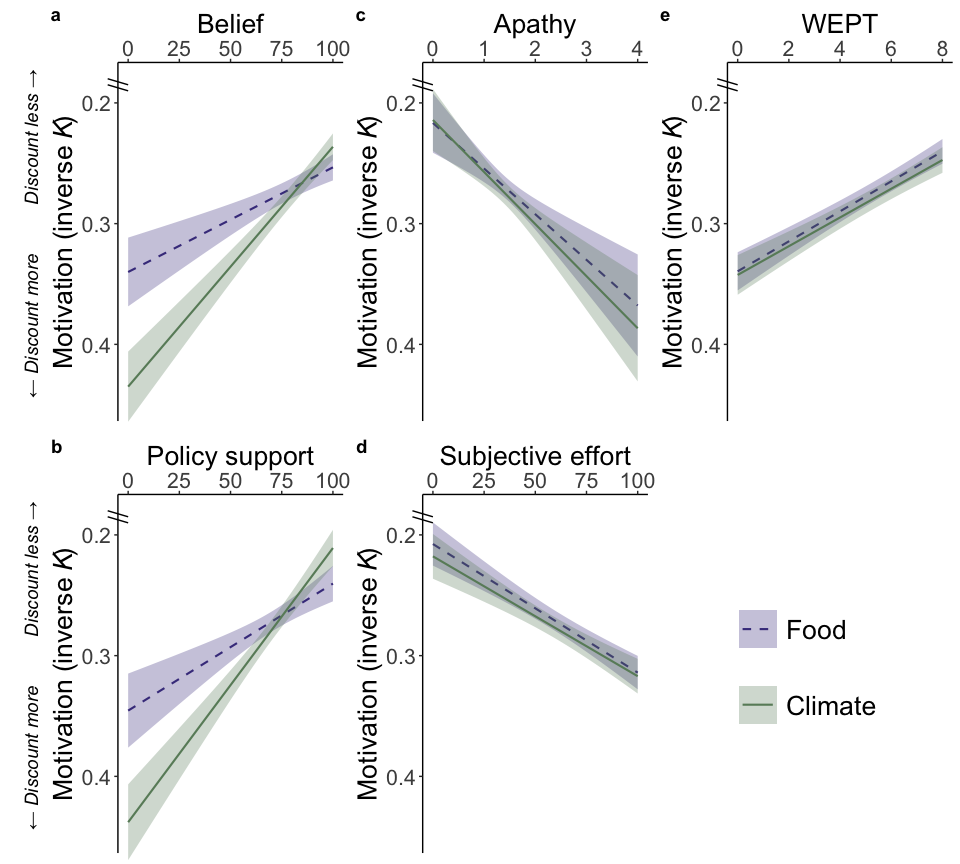 a
Belief
0 25 50 75 100
0.2
0.3
0.4
Motivation (inverse K)
Discount less →
← Discount more
c
Apathy
0 1 2 3 4
0.2
0.3
0.4
Motivation (inverse K)
e
WEPT
0 2 4 6 8
0.2
0.3
0.4
Motivation (inverse K)
b
Policy support
0 25 50 75 100
0.2
0.3
0.4
Motivation (inverse K)
Discount less →
← Discount more
d
Subjective effort
0 25 50 75 100
0.2
0.3
0.4
Motivation (inverse K)
Food
Climate